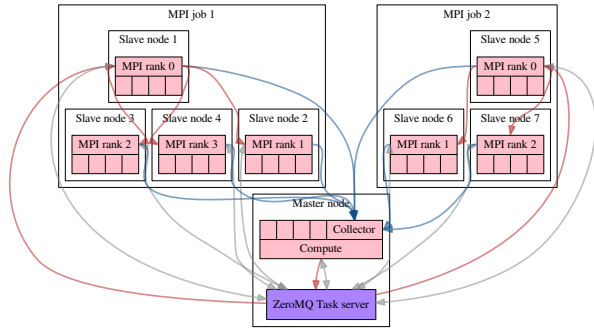 MPI job 1
MPI job 2
Slave node 1
Slave node 5
MPI rank 0
MPI rank 0
Slave node 3
Slave node 4
Slave node 2
Slave node 6
Slave node 7
MPI rank 2
MPI rank 3
MPI rank 1
MPI rank 1
MPI rank 2
Master node
Collector
Compute
ZeroMQ Task server